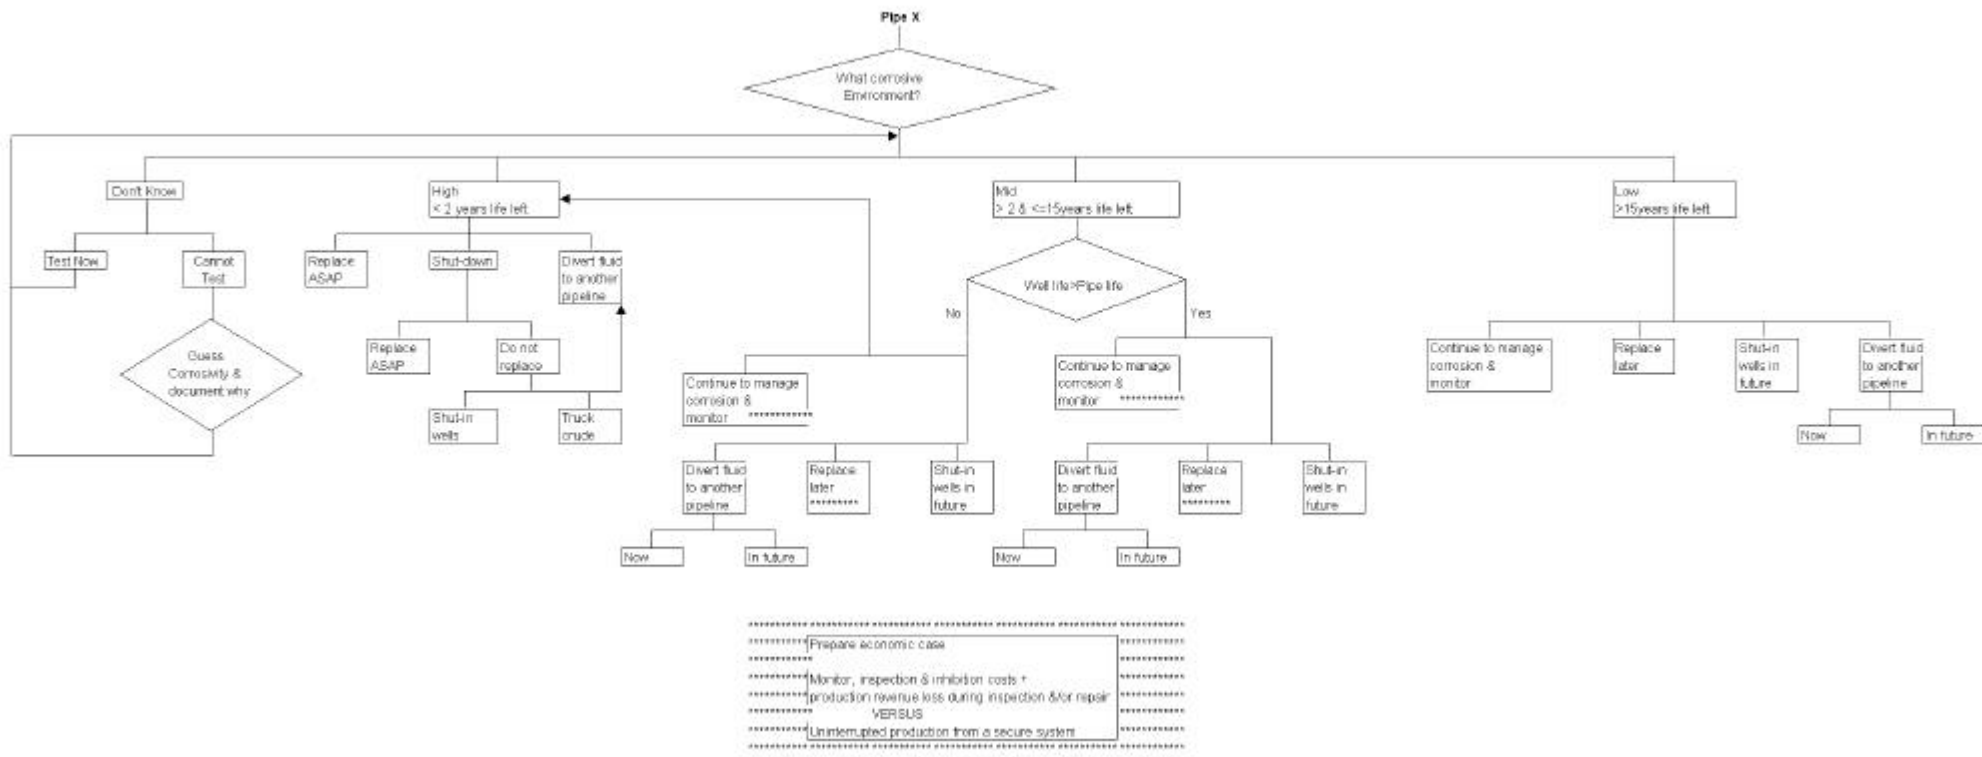 Pipe X
What corrosive
Environment?
Don't Know
High
< 2 years life left
Mid
> 2 & <=15years life left
Low
>15years life left
Test Now
Cannot
Test
Replace
ASAP
Shut-down
Divert fluid
to another
pipeline
Well life>Pipe life
No
Yes
Guess
Corrosivity &
document why
Replace
ASAP
Do not
replace
Shut-in
wells
Truck
crude
Continue to manage
corrosion &
monitor ************
Continue to manage
corrosion &
monitor ************
Continue to manage
corrosion &
monitor
Replace
later
Shut-in
wells in
future
Divert fluid
to another
pipeline
Now
In future
Divert fluid
to another
pipeline
Replace
later
*********
Shut-in
wells in
future
Divert fluid
to another
pipeline
Replace
later
*********
Shut-in
wells in
future
Now
In future
Now
In future
Prepare economic case
Monitor, inspection & inhibition costs +
production revenue loss during inspection &/or repair
VERSUS
Uninterrupted production from a secure system